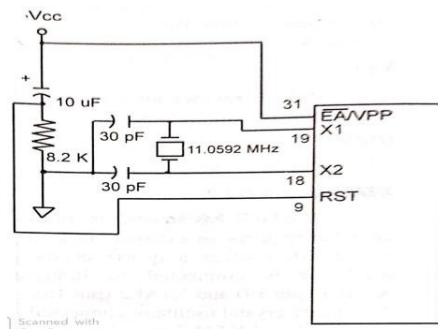 Vcc
+
10 uF
31
EA/VPP
30 pF
19
X1
8.2 K
11.0592 MHz
30 pF
X2
18
9
RST
Scanned with